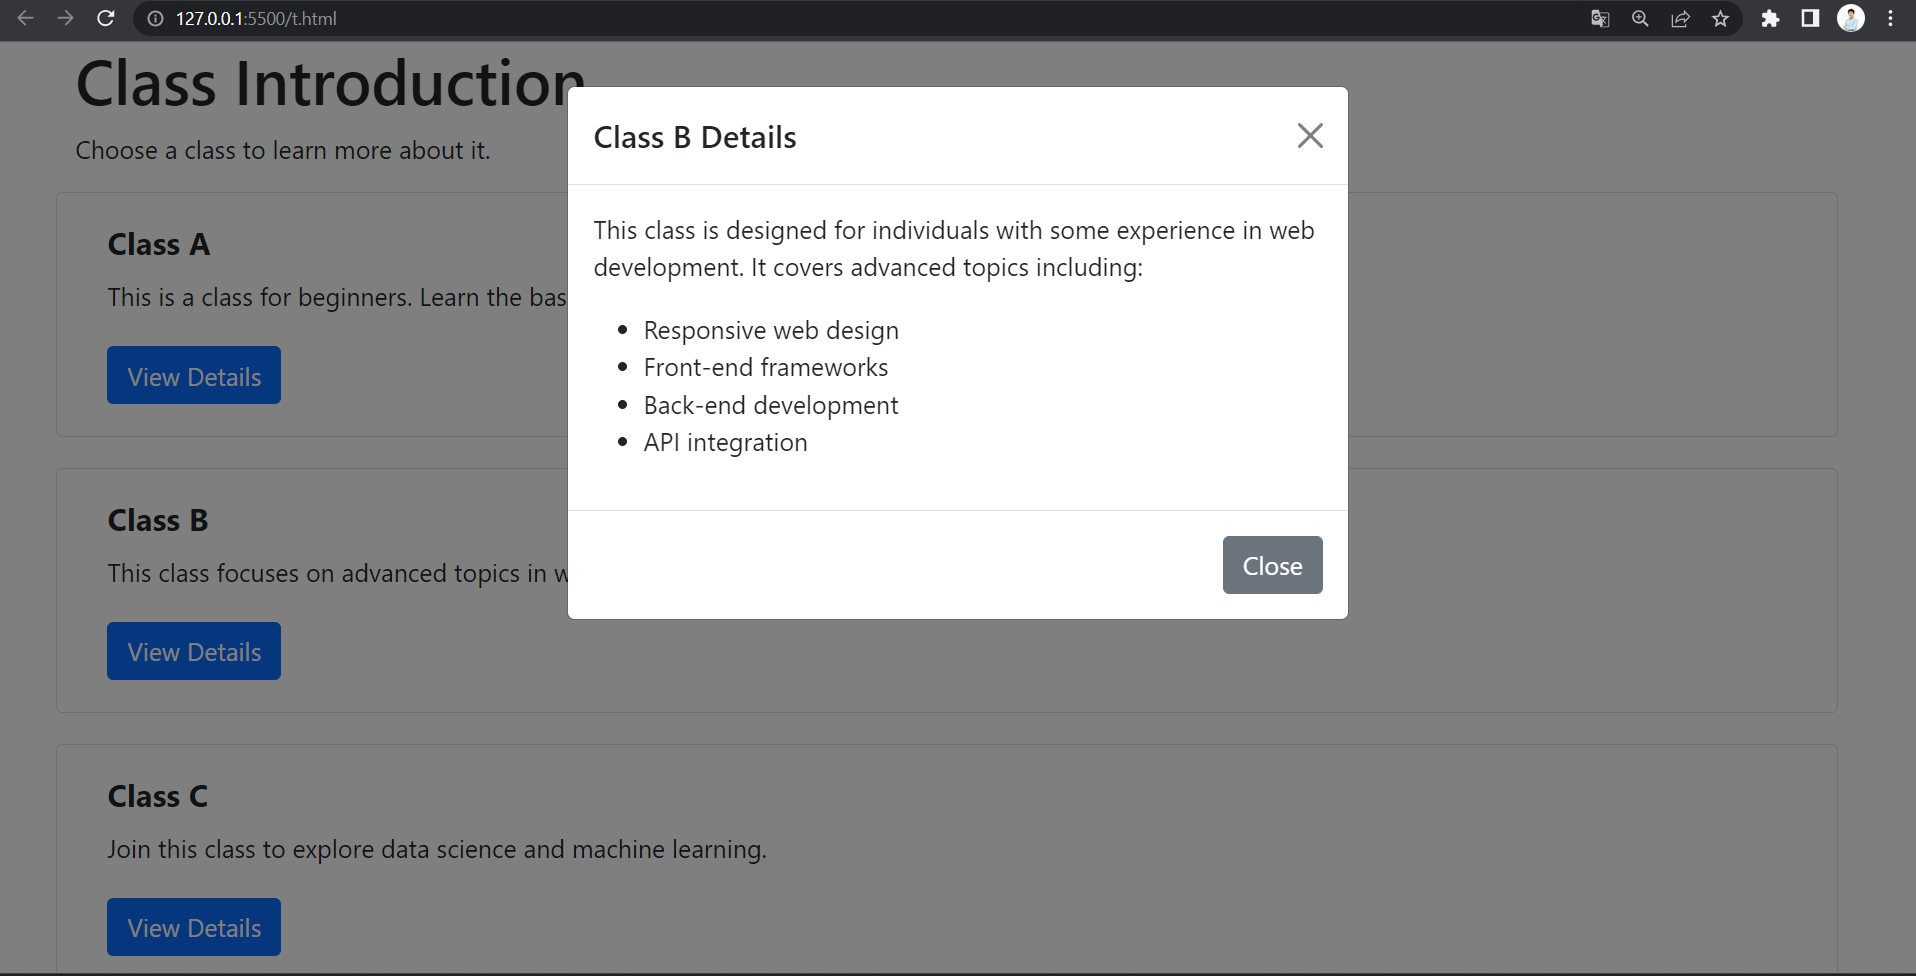 127.0.0.1:5500/t.html
Class Introduction
Choose a class to learn more about it.
Class A
This is a class for beginners. Learn the bas
View Details
Class B
This class focuses on advanced topics in w
View Details
Class C
Join this class to explore data science and machine learning.
View Details
Class B Details
This class is designed for individuals with some experience in web
development. It covers advanced topics including:
Responsive web design
Front-end frameworks
Back-end development
API integration
Close